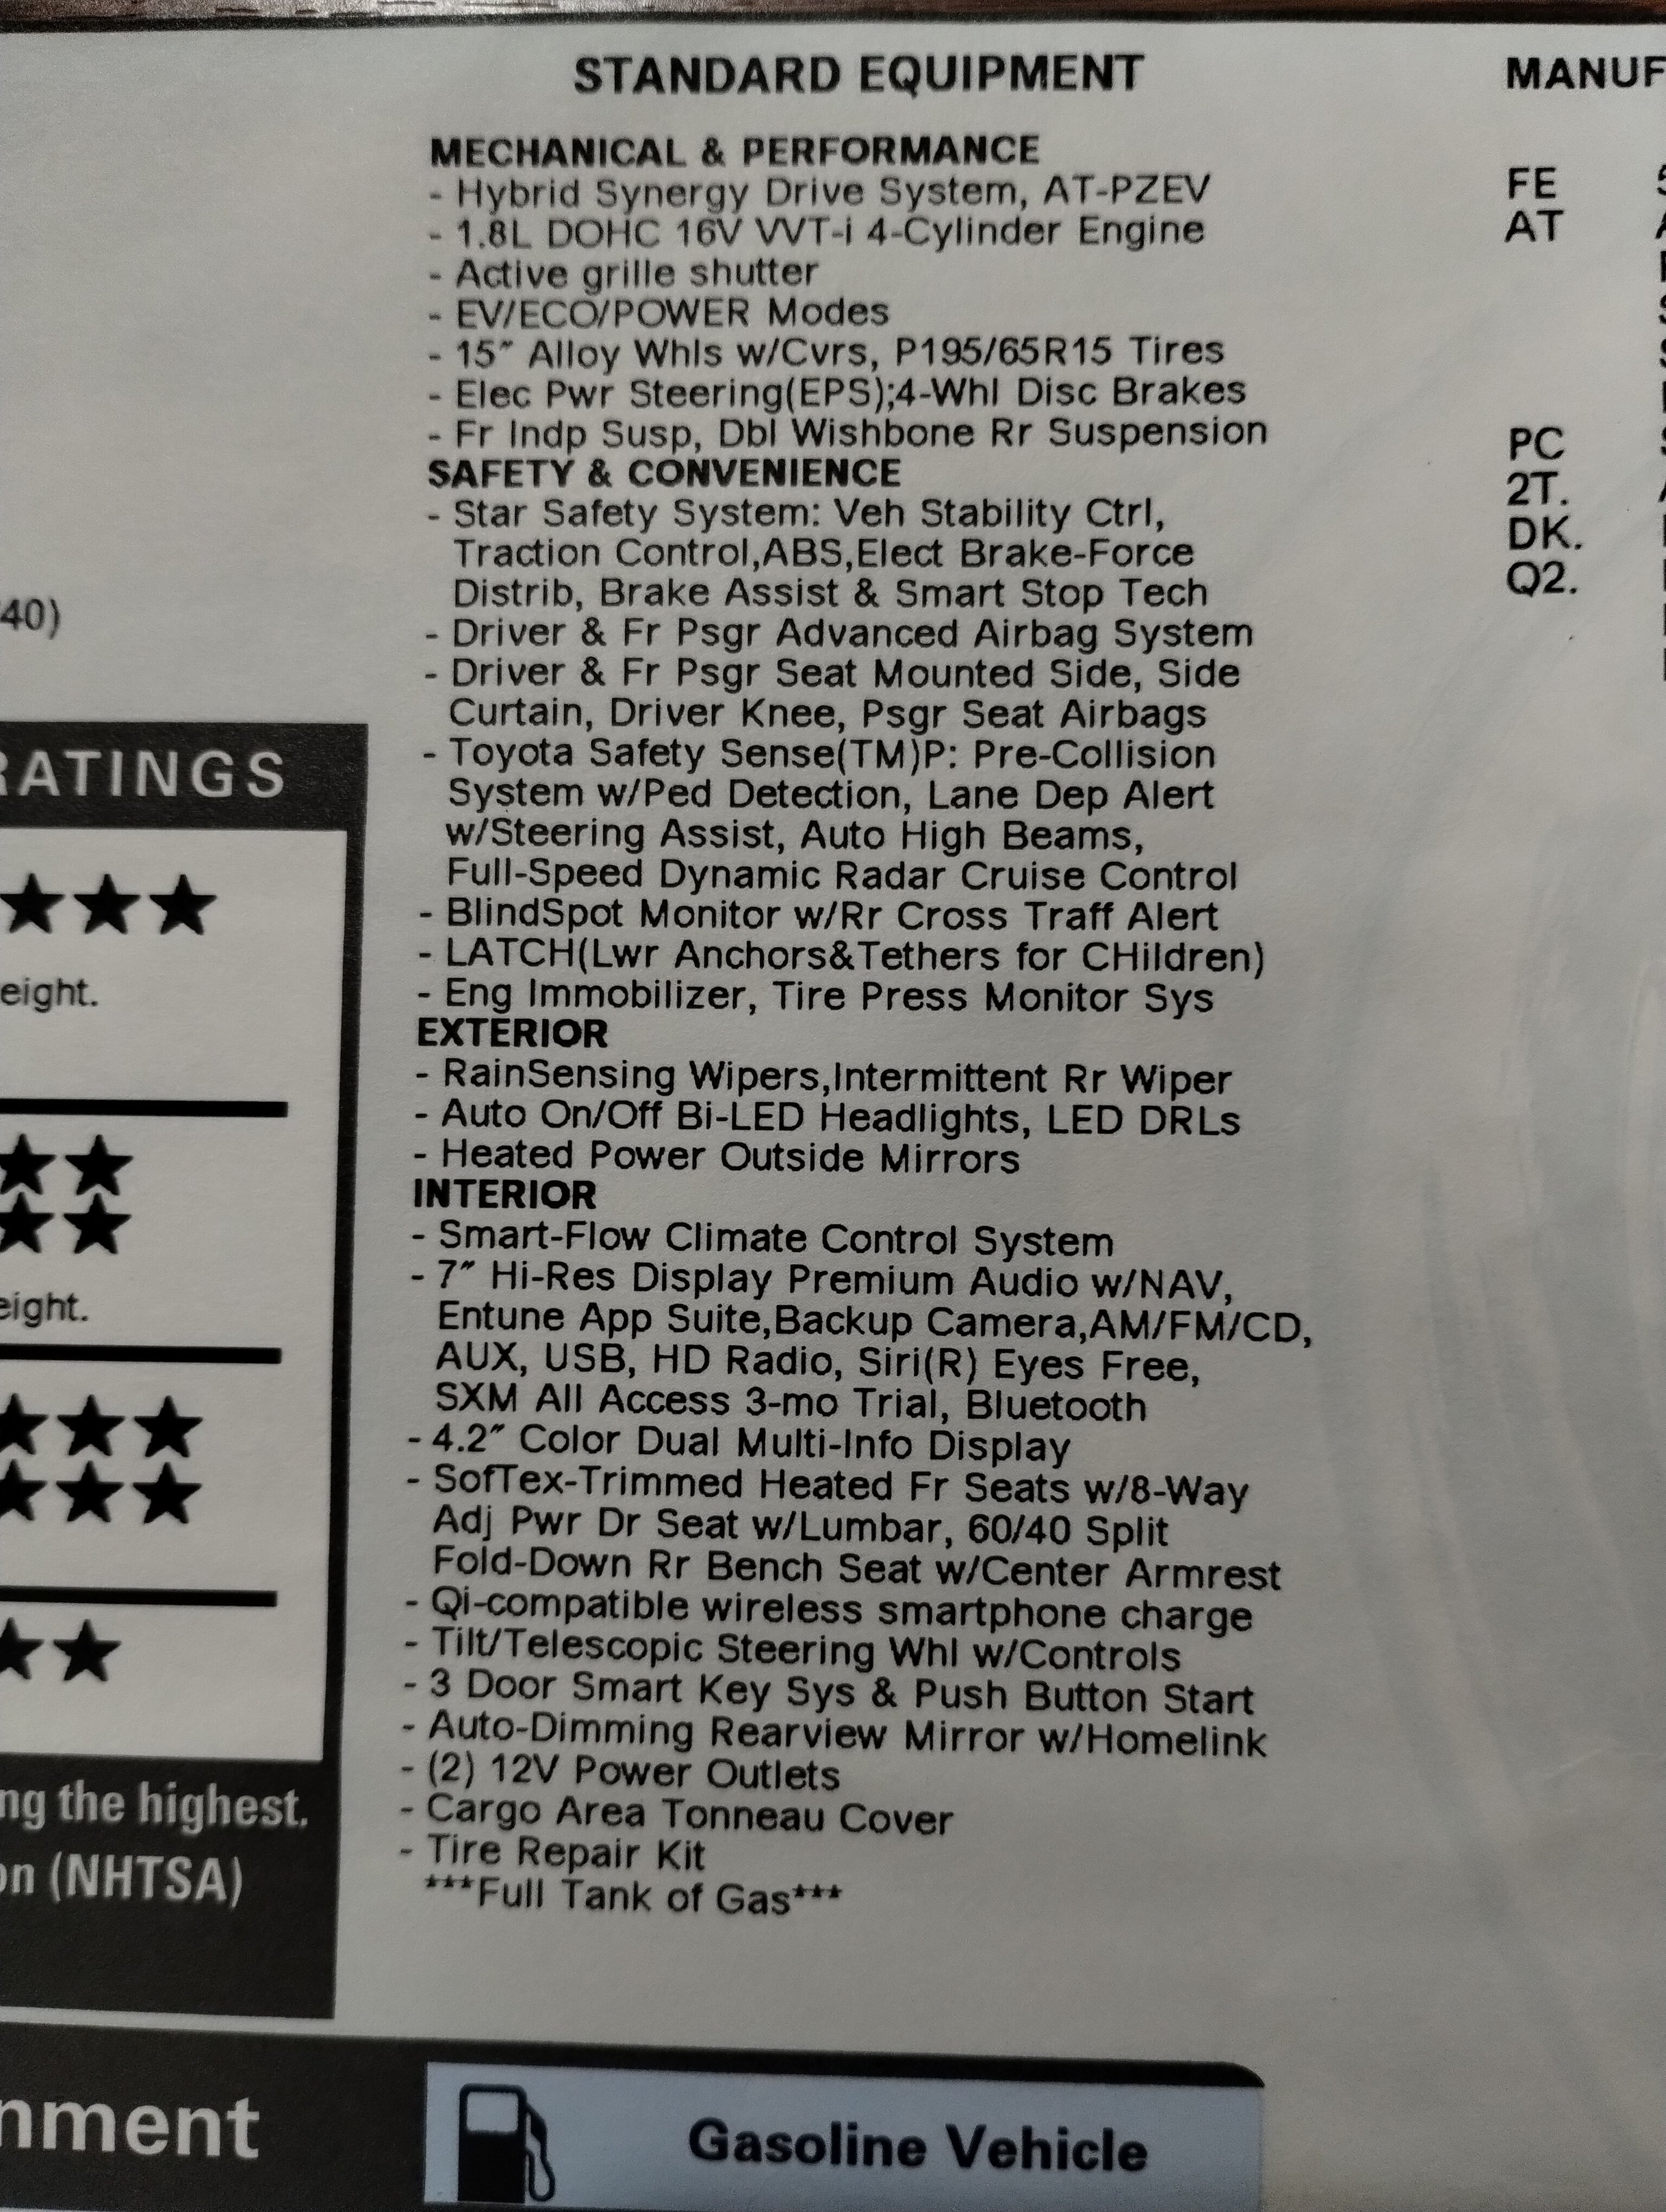 STANDARD EQUIPMENT
MECHANICAL & PERFORMANCE
- Hybrid Synergy Drive System, AT-PZEV
- 1.8L DOHC 16V VVT-i 4-Cylinder Engine
- Active grille shutter
- EV/ECO/POWER Modes
- 15" Alloy Whls w/Cvrs, P195/65R15 Tires
- Elec Pwr Steering(EPS);4-Whl Disc Brakes
- Fr Indp Susp, Dbl Wishbone Rr Suspension
SAFETY & CONVENIENCE
- Star Safety System: Veh Stability Ctrl,
Traction Control,ABS,Elect Brake-Force
Distrib, Brake Assist & Smart Stop Tech
- Driver & Fr Psgr Advanced Airbag System
- Driver & Fr Psgr Seat Mounted Side, Side
Curtain, Driver Knee, Psgr Seat Airbags
- Toyota Safety Sense(TM)P: Pre-Collision
System w/Ped Detection, Lane Dep Alert
w/Steering Assist, Auto High Beams,
Full-Speed Dynamic Radar Cruise Control
- BlindSpot Monitor w/Rr Cross Traff Alert
- LATCH(Lwr Anchors&Tethers for CHildren)
- Eng Immobilizer, Tire Press Monitor Sys
EXTERIOR
- RainSensing Wipers,Intermittent Rr Wiper
- Auto On/Off Bi-LED Headlights, LED DRLs
- Heated Power Outside Mirrors
INTERIOR
- Smart-Flow Climate Control System
- 7" Hi-Res Display Premium Audio w/NAV,
Entune App Suite,Backup Camera,AM/FM/CD,
AUX, USB, HD Radio, Siri(R) Eyes Free,
SXM All Access 3-mo Trial, Bluetooth
- 4.2" Color Dual Multi-Info Display
- SofTex-Trimmed Heated Fr Seats w/8-Way
Adj Pwr Dr Seat w/Lumbar, 60/40 Split
Fold-Down Rr Bench Seat w/Center Armrest
- Qi-compatible wireless smartphone charge
- Tilt/Telescopic Steering Whl w/Controls
- 3 Door Smart Key Sys & Push Button Start
- Auto-Dimming Rearview Mirror w/Homelink
- (2) 12V Power Outlets
- Cargo Area Tonneau Cover
- Tire Repair Kit
***Full Tank of Gas***
MANUF
FE
AT
PC
2T.
DK.
Q2.
40)
RATINGS
eight.
eight.
ng the highest.
on (NHTSA)
nment
Gasoline Vehicle